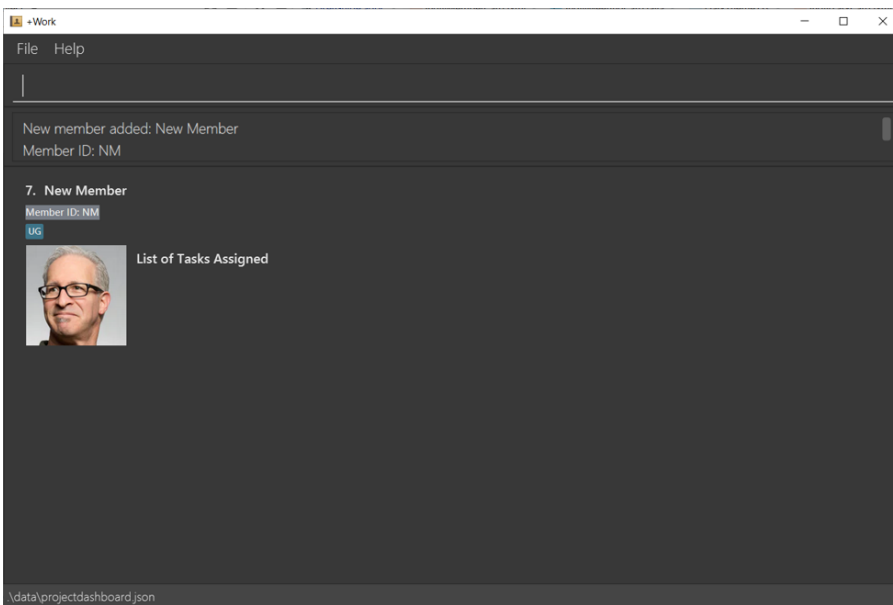 +Work
File Help
New member added: New Member
Member ID: NM
7. New Member
Member ID: NM
UG
List of Tasks Assigned
.\data\projectdashboard.json